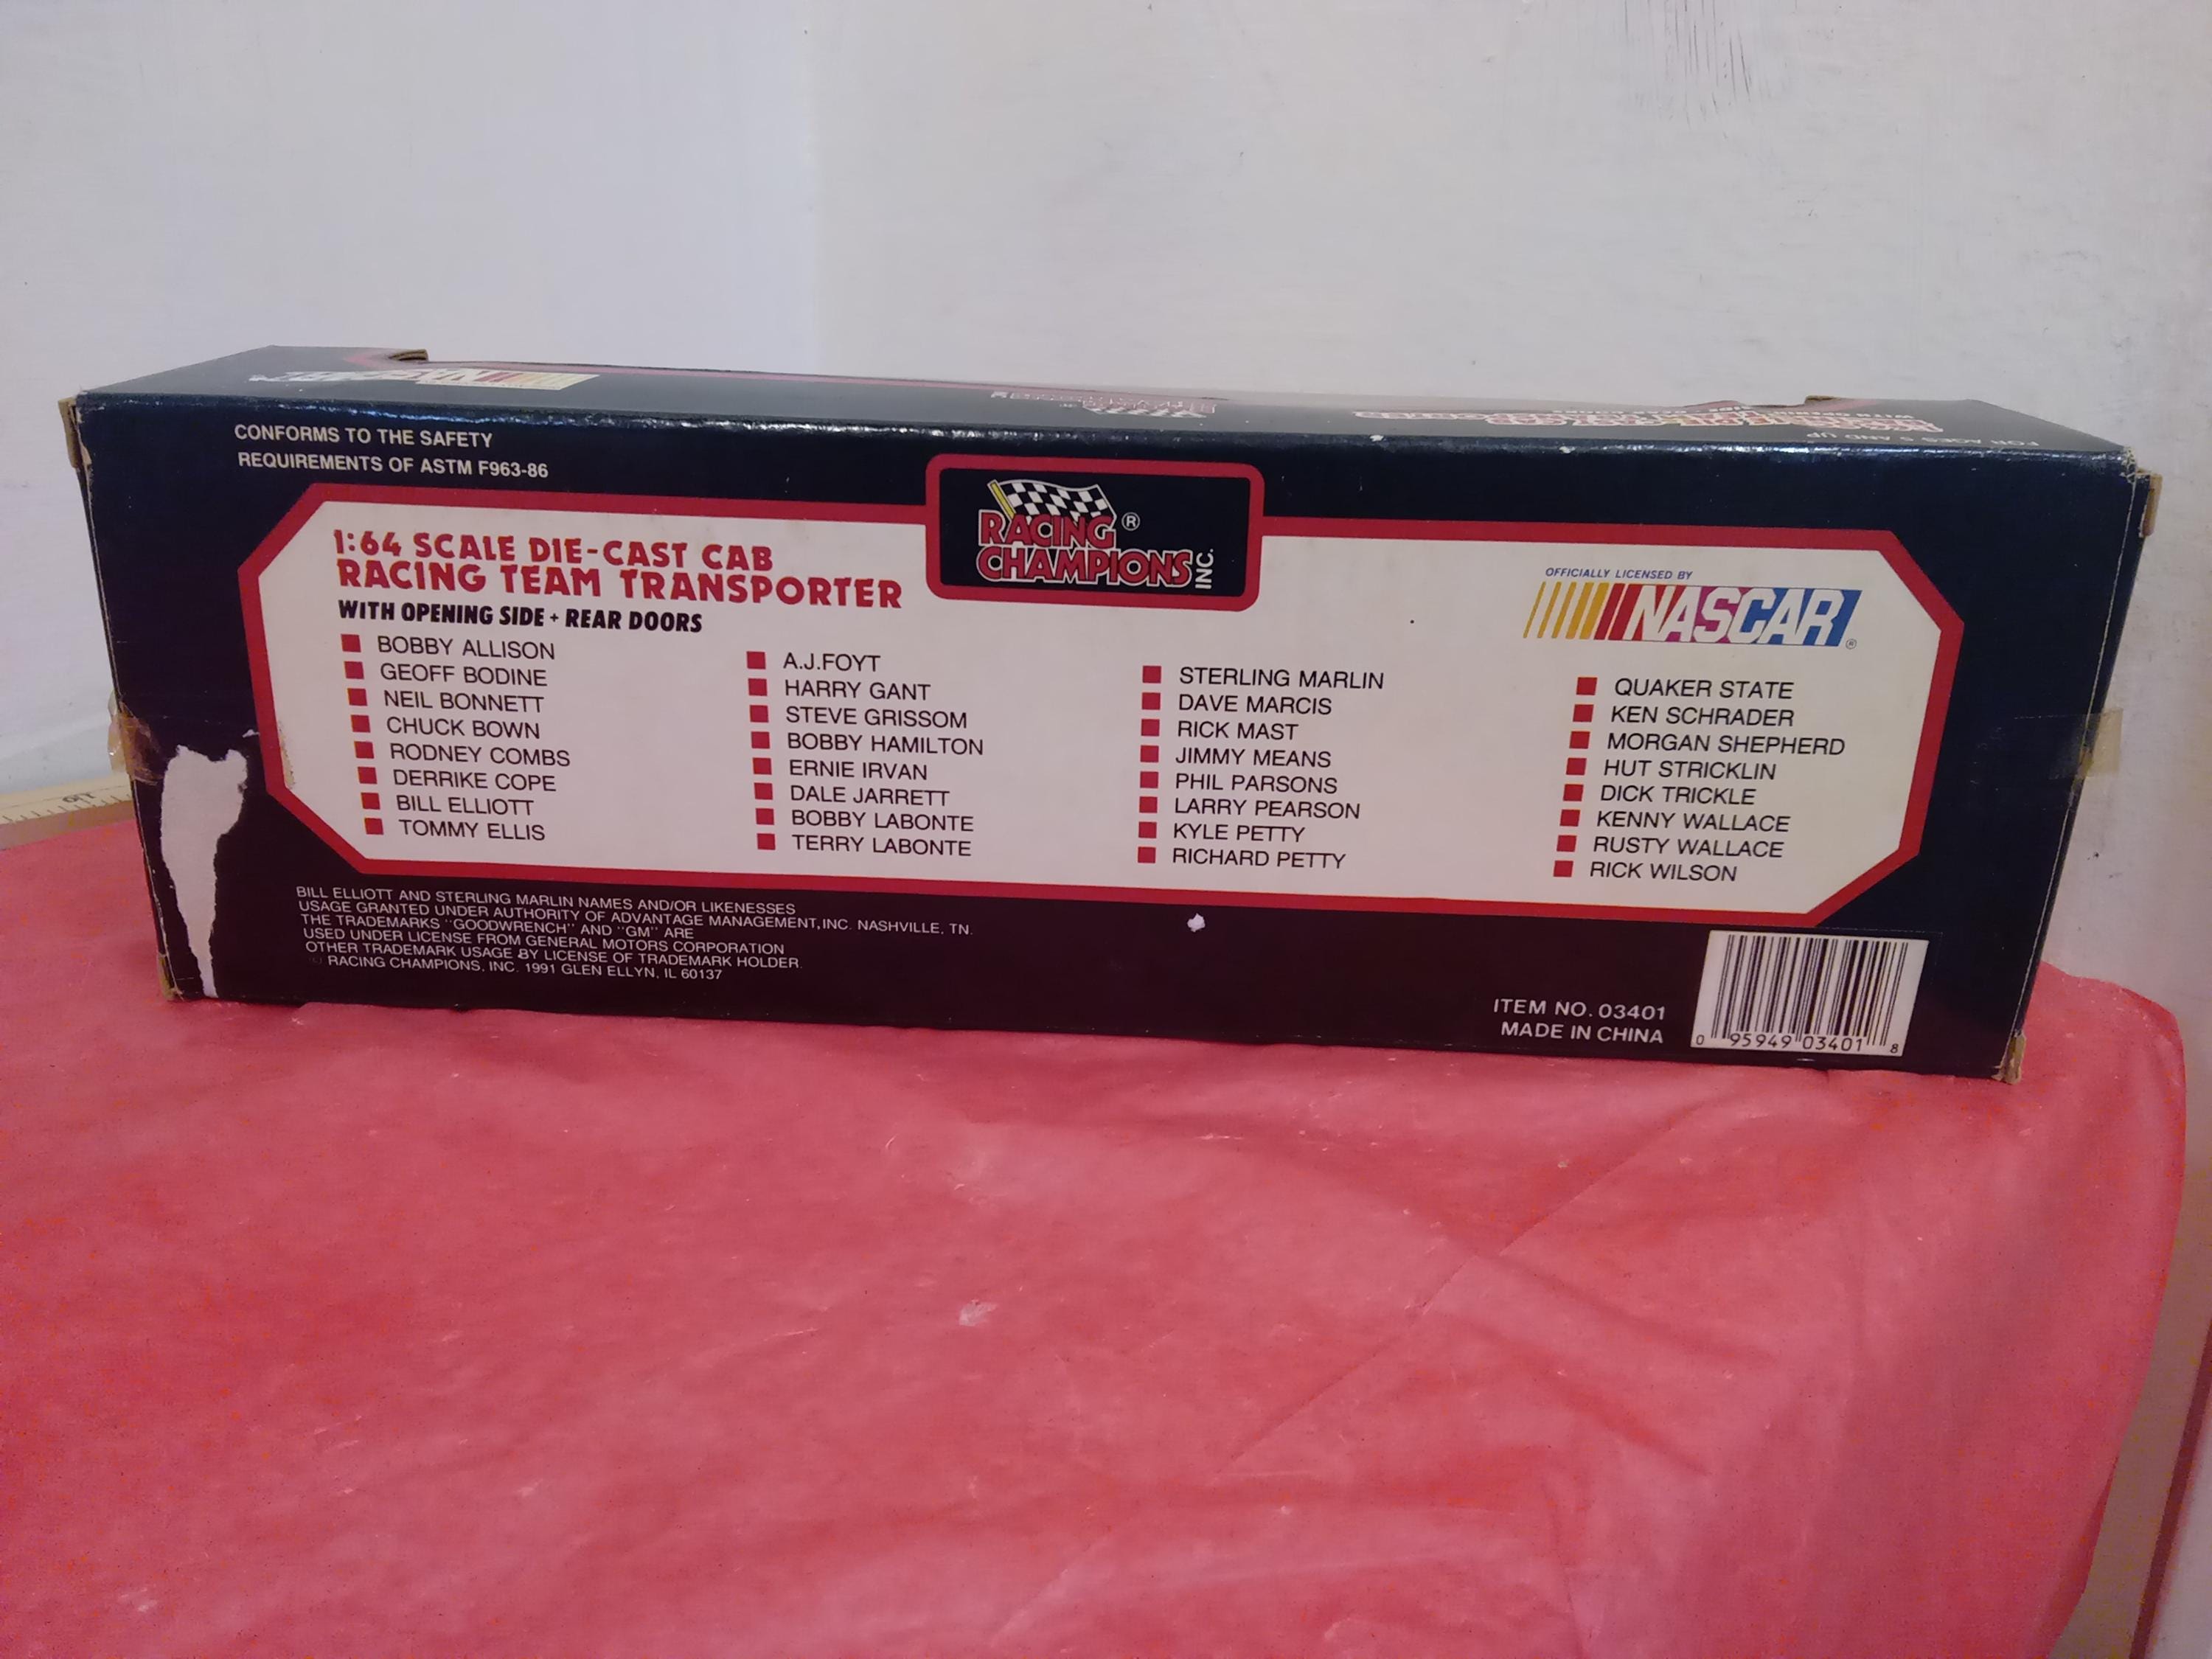 NASCAR
FOR AGES 5 AND UP
CONFORMS TO THE SAFETY
REQUIREMENTS OF ASTM F963-86
RACING ®
CHAMPIONS INC.
1:64 SCALE DIE-CAST CAB
RACING TEAM TRANSPORTER
WITH OPENING SIDE + REAR DOORS
OFFICIALLY LICENSED BY
NASCAR ®
BOBBY ALLISON
GEOFF BODINE
NEIL BONNETT
CHUCK BOWN
RODNEY COMBS
DERRIKE COPE
BILL ELLIOTT
TOMMY ELLIS
A.J.FOYT
HARRY GANT
STEVE GRISSOM
BOBBY HAMILTON
ERNIE IRVAN
DALE JARRETT
BOBBY LABONTE
TERRY LABONTE
STERLING MARLIN
DAVE MARCIS
RICK MAST
JIMMY MEANS
PHIL PARSONS
LARRY PEARSON
KYLE PETTY
RICHARD PETTY
QUAKER STATE
KEN SCHRADER
MORGAN SHEPHERD
HUT STRICKLIN
DICK TRICKLE
KENNY WALLACE
RUSTY WALLACE
RICK WILSON
BILL ELLIOTT AND STERLING MARLIN NAMES AND/OR LIKENESSES
USAGE GRANTED UNDER AUTHORITY OF ADVANTAGE MANAGEMENT, INC. NASHVILLE, TN.
THE TRADEMARKS "GOODWRENCH" AND "GM" ARE
USED UNDER LICENSE FROM GENERAL MOTORS CORPORATION
OTHER TRADEMARK USAGE BY LICENSE OF TRADEMARK HOLDER.
© RACING CHAMPIONS, INC. 1991 GLEN ELLYN, IL 60137
ITEM NO. 03401
MADE IN CHINA
0 95949 03401 8